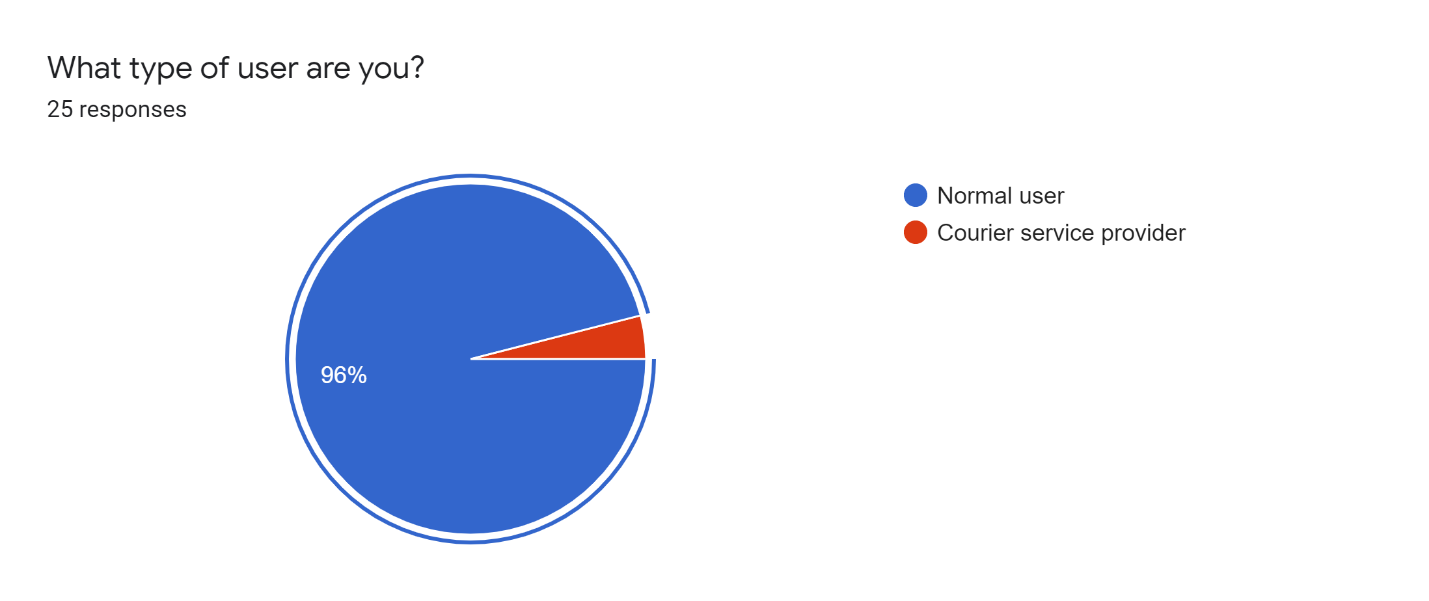 What type of user are you?
25 responses
Normal user
Courier service provider
96%